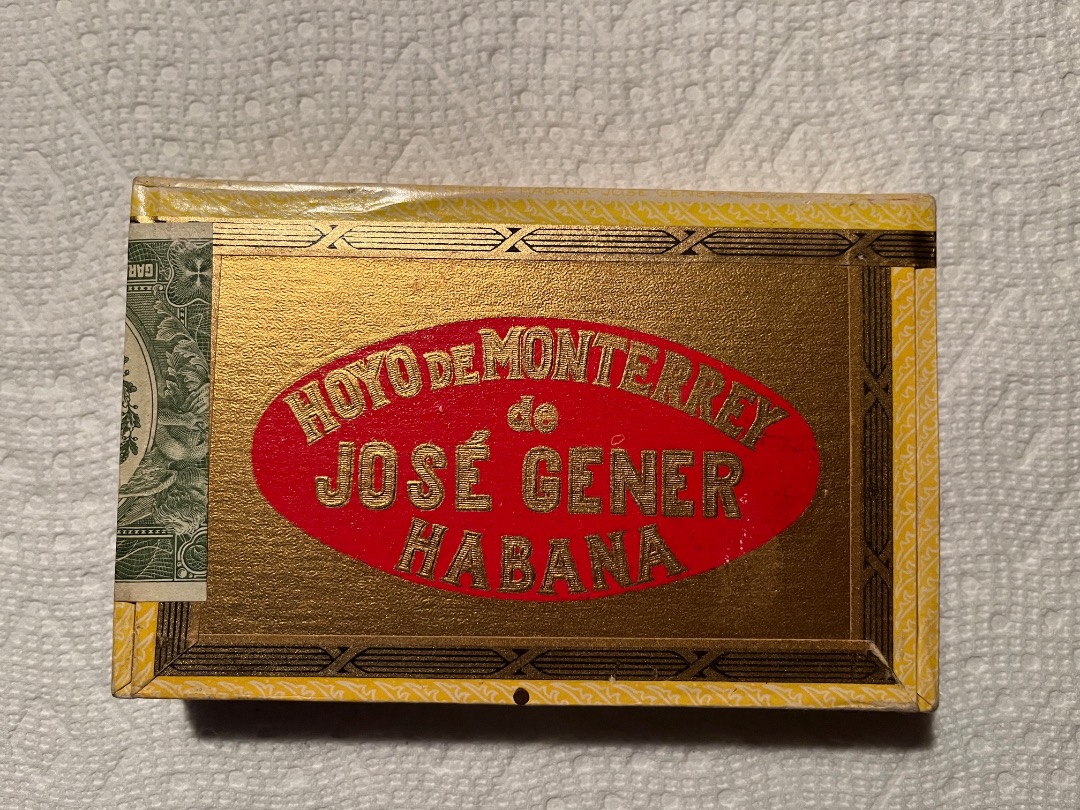 HOYO DE MONTERREY
de
JOSÉ GENER
HABANA